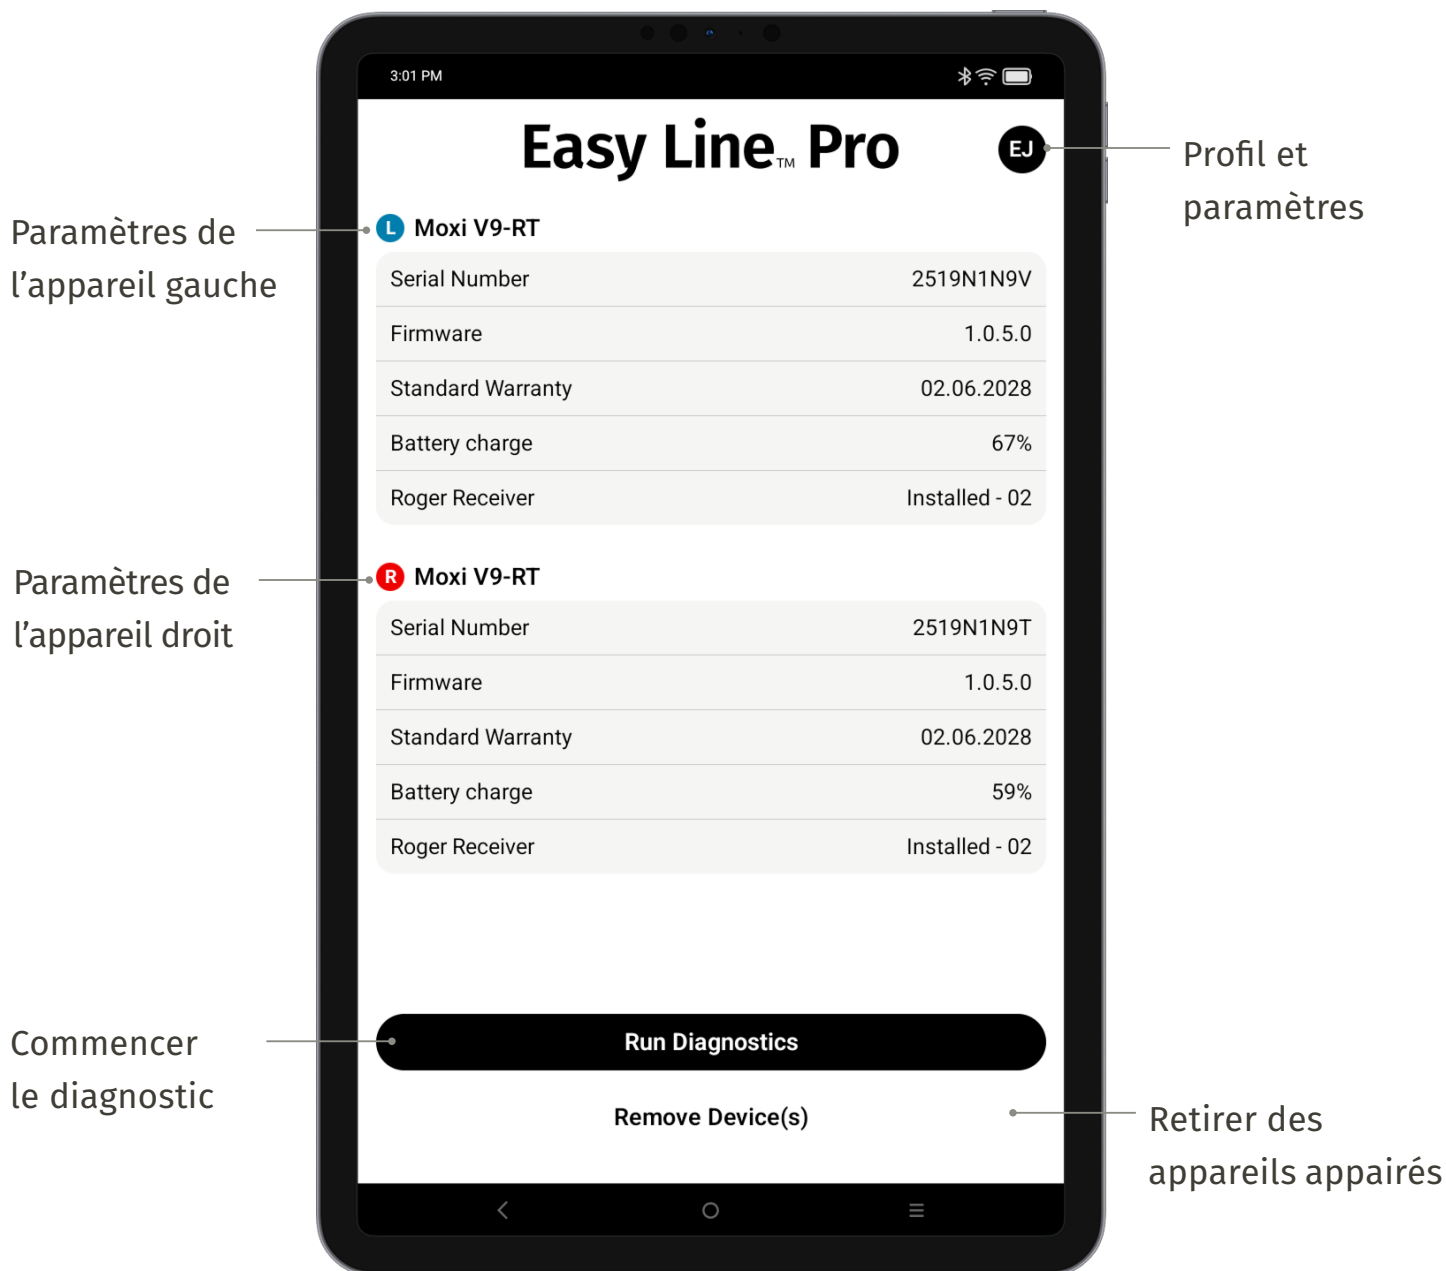 3:01 PM
Easy Line™ Pro
EJ
Profil et
paramètres
Paramètres de
l’appareil gauche
L Moxi V9-RT
Serial Number 2519N1N9V
Firmware 1.0.5.0
Standard Warranty 02.06.2028
Battery charge 67%
Roger Receiver Installed - 02
Paramètres de
l’appareil droit
R Moxi V9-RT
Serial Number 2519N1N9T
Firmware 1.0.5.0
Standard Warranty 02.06.2028
Battery charge 59%
Roger Receiver Installed - 02
Commencer
le diagnostic
Run Diagnostics
Remove Device(s)
Retirer des
appareils appairés